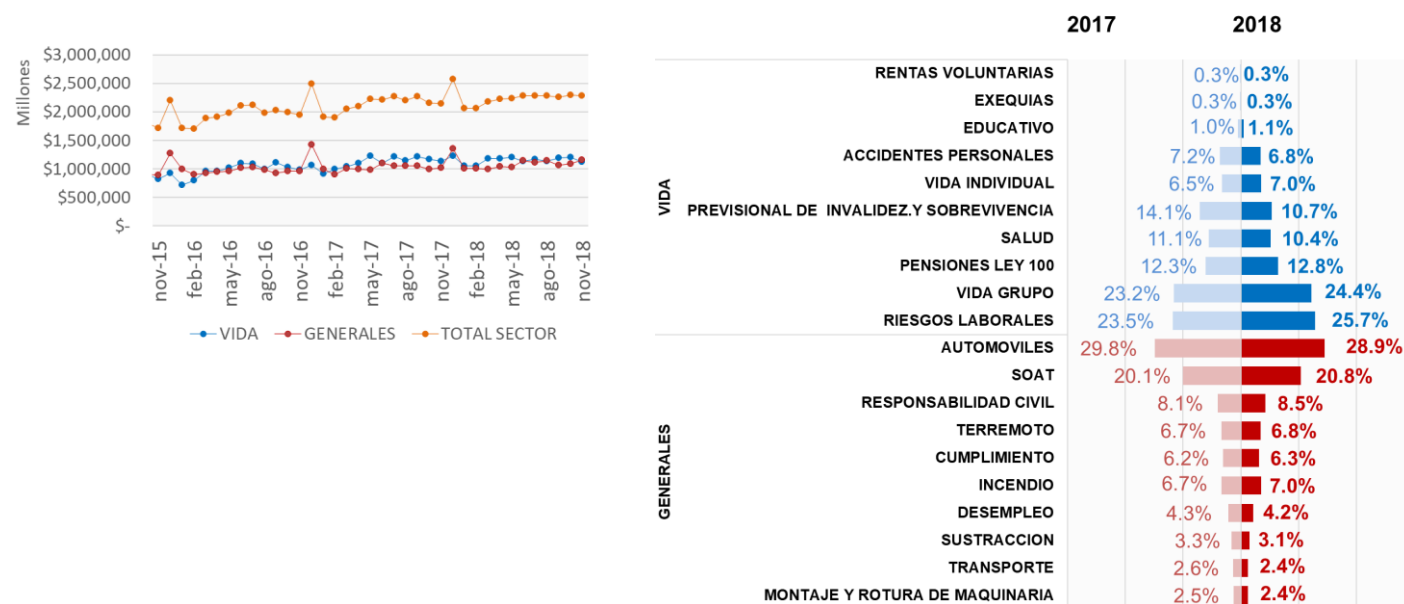 Millones
$3,000,000
$2,500,000
$2,000,000
$1,500,000
$1,000,000
$500,000
$-
nov-15
feb-16
may-16
ago-16
nov-16
feb-17
may-17
ago-17
nov-17
feb-18
may-18
ago-18
nov-18
VIDA GENERALES TOTAL SECTOR
2017 2018
VIDA
RENTAS VOLUNTARIAS 0.3% 0.3%
EXEQUIAS 0.3% 0.3%
EDUCATIVO 1.0% 1.1%
ACCIDENTES PERSONALES 7.2% 6.8%
VIDA INDIVIDUAL 6.5% 7.0%
PREVISIONAL DE INVALIDEZ.Y SOBREVIVENCIA 14.1% 10.7%
SALUD 11.1% 10.4%
PENSIONES LEY 100 12.3% 12.8%
VIDA GRUPO 23.2% 24.4%
RIESGOS LABORALES 23.5% 25.7%
GENERALES
AUTOMOVILES 29.8% 28.9%
SOAT 20.1% 20.8%
RESPONSABILIDAD CIVIL 8.1% 8.5%
TERREMOTO 6.7% 6.8%
CUMPLIMIENTO 6.2% 6.3%
INCENDIO 6.7% 7.0%
DESEMPLEO 4.3% 4.2%
SUSTRACCION 3.3% 3.1%
TRANSPORTE 2.6% 2.4%
MONTAJE Y ROTURA DE MAQUINARIA 2.5% 2.4%